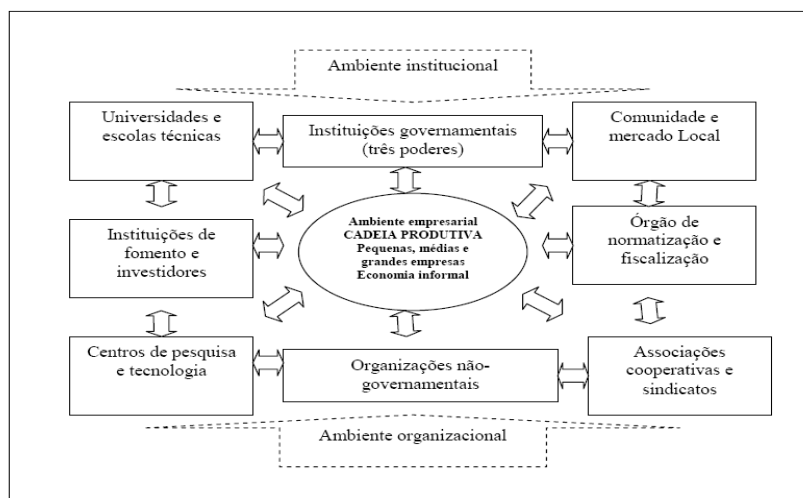 Ambiente institucional
Universidades e
escolas técnicas
Instituições governamentais
(três poderes)
Comunidade e
mercado Local
Instituições de
fomento e
investidores
Ambiente empresarial
CADEIA PRODUTIVA
Pequenas, médias e
grandes empresas
Economia informal
Órgão de
normatização e
fiscalização
Centros de pesquisa
e tecnologia
Organizações não-
governamentais
Associações
cooperativas e
sindicatos
Ambiente organizacional